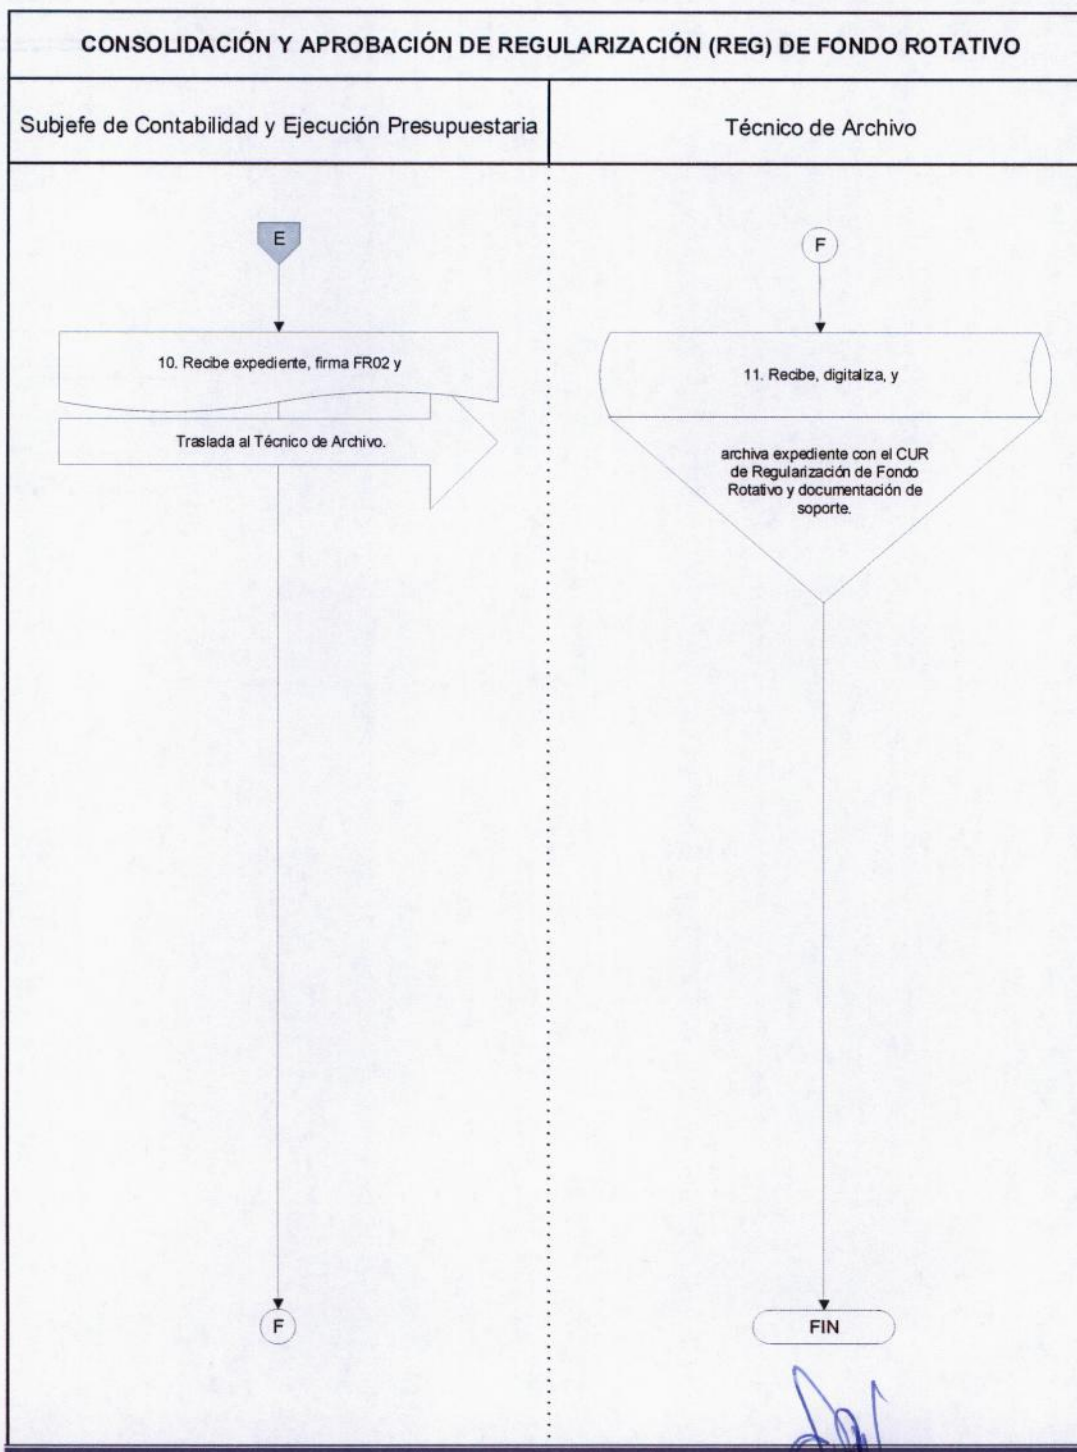 CONSOLIDACIÓN Y APROBACIÓN DE REGULARIZACIÓN (REG) DE FONDO ROTATIVO
Subjefe de Contabilidad y Ejecución Presupuestaria
Técnico de Archivo
E
10. Recibe expediente, firma FR02 y
Traslada al Técnico de Archivo.
F
F
11. Recibe, digitaliza, y
archiva expediente con el CUR
de Regularización de Fondo
Rotativo y documentación de
soporte.
FIN